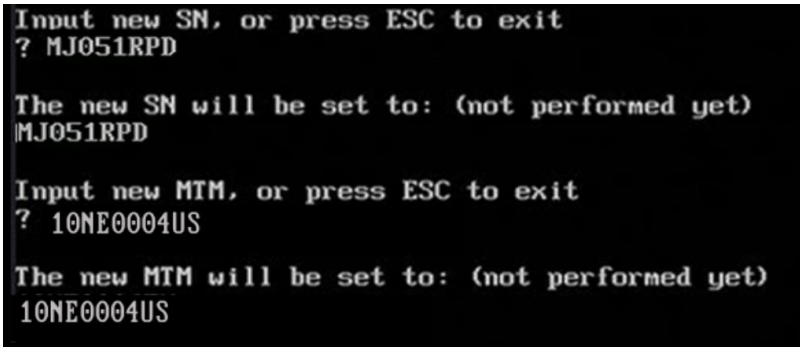 Input new SN, or press ESC to exit
? MJ051RPD
The new SN will be set to: (not performed yet)
MJ051RPD
Input new MTM, or press ESC to exit
? 10NE0004US
The new MTM will be set to: (not performed yet)
10NE0004US